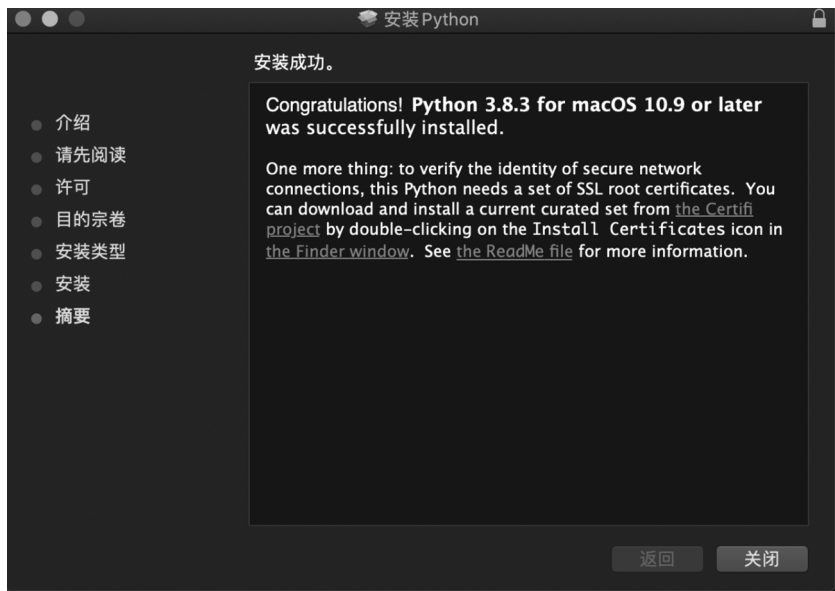 安装Python
安装成功。
介绍
请先阅读
许可
目的宗卷
安装类型
安装
摘要
Congratulations! Python 3.8.3 for macOS 10.9 or later
was successfully installed.
One more thing: to verify the identity of secure network
connections, this Python needs a set of SSL root certificates.  You
can download and install a current curated set from the Certifi
project by double-clicking on the Install Certificates icon in
the Finder window.  See the ReadMe file for more information.
返回
关闭